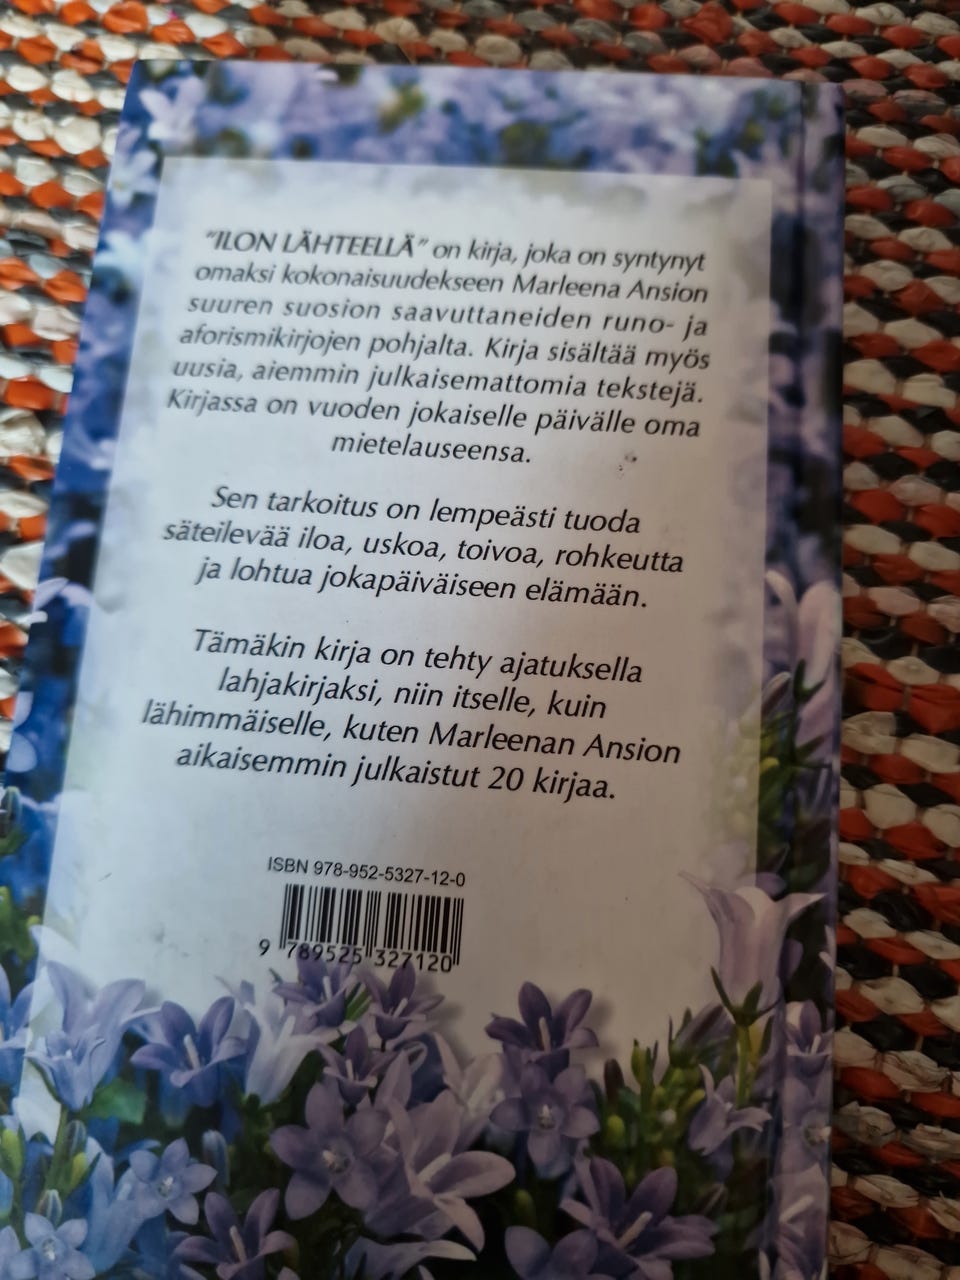 "ILON LÄHTEELLÄ" on kirja, joka on syntynyt
omaksi kokonaisuudekseen Marleena Ansion
suuren suosion saavuttaneiden runo- ja
aforismikirjojen pohjalta. Kirja sisältää myös
uusia, aiemmin julkaisemattomia tekstejä.
Kirjassa on vuoden jokaiselle päivälle oma
mietelauseensa.
Sen tarkoitus on lempeästi tuoda
säteilevää iloa, uskoa, toivoa, rohkeutta
ja lohtua jokapäiväiseen elämään.
Tämäkin kirja on tehty ajatuksella
lahjakirjaksi, niin itselle, kuin
lähimmäiselle, kuten Marleenan Ansion
aikaisemmin julkaistut 20 kirjaa.
ISBN 978-952-5327-12-0
9 789525 327120